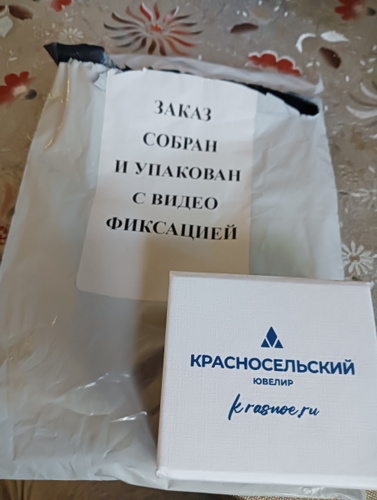 ЗАКАЗ
СОБРАН
И УПАКОВАН
С ВИДЕО
ФИКСАЦИЕЙ
КРАСНОСЕЛЬСКИЙ
ЮВЕЛИР
krasnoe.ru